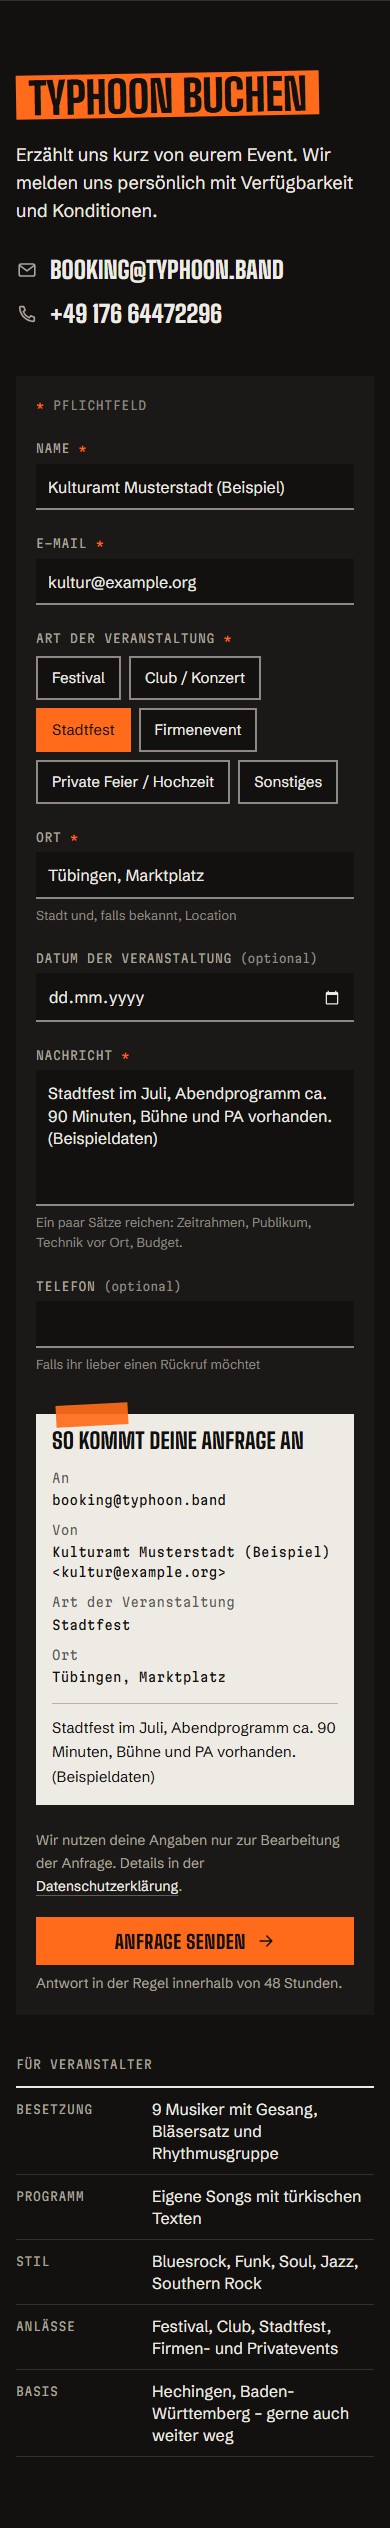 TYPHOON BUCHEN
Erzählt uns kurz von eurem Event. Wir
melden uns persönlich mit Verfügbarkeit
und Konditionen.
BOOKING@TYPHOON.BAND
+49 176 64472296
* PFLICHTFELD
NAME *
Kulturamt Musterstadt (Beispiel)
E-MAIL *
kultur@example.org
ART DER VERANSTALTUNG *
Festival
Club / Konzert
Stadtfest
Firmenevent
Private Feier / Hochzeit
Sonstiges
ORT *
Tübingen, Marktplatz
Stadt und, falls bekannt, Location
DATUM DER VERANSTALTUNG (optional)
dd.mm.yyyy
NACHRICHT *
Stadtfest im Juli, Abendprogramm ca.
90 Minuten, Bühne und PA vorhanden.
(Beispieldaten)
Ein paar Sätze reichen: Zeitrahmen, Publikum,
Technik vor Ort, Budget.
TELEFON (optional)
Falls ihr lieber einen Rückruf möchtet
SO KOMMT DEINE ANFRAGE AN
An
booking@typhoon.band
Von
Kulturamt Musterstadt (Beispiel)
<kultur@example.org>
Art der Veranstaltung
Stadtfest
Ort
Tübingen, Marktplatz
Stadtfest im Juli, Abendprogramm ca. 90
Minuten, Bühne und PA vorhanden.
(Beispieldaten)
Wir nutzen deine Angaben nur zur Bearbeitung
der Anfrage. Details in der
Datenschutzerklärung.
ANFRAGE SENDEN →
Antwort in der Regel innerhalb von 48 Stunden.
FÜR VERANSTALTER
BESETZUNG
9 Musiker mit Gesang,
Bläsersatz und
Rhythmusgruppe
PROGRAMM
Eigene Songs mit türkischen
Texten
STIL
Bluesrock, Funk, Soul, Jazz,
Southern Rock
ANLÄSSE
Festival, Club, Stadtfest,
Firmen- und Privatevents
BASIS
Hechingen, Baden-
Württemberg – gerne auch
weiter weg